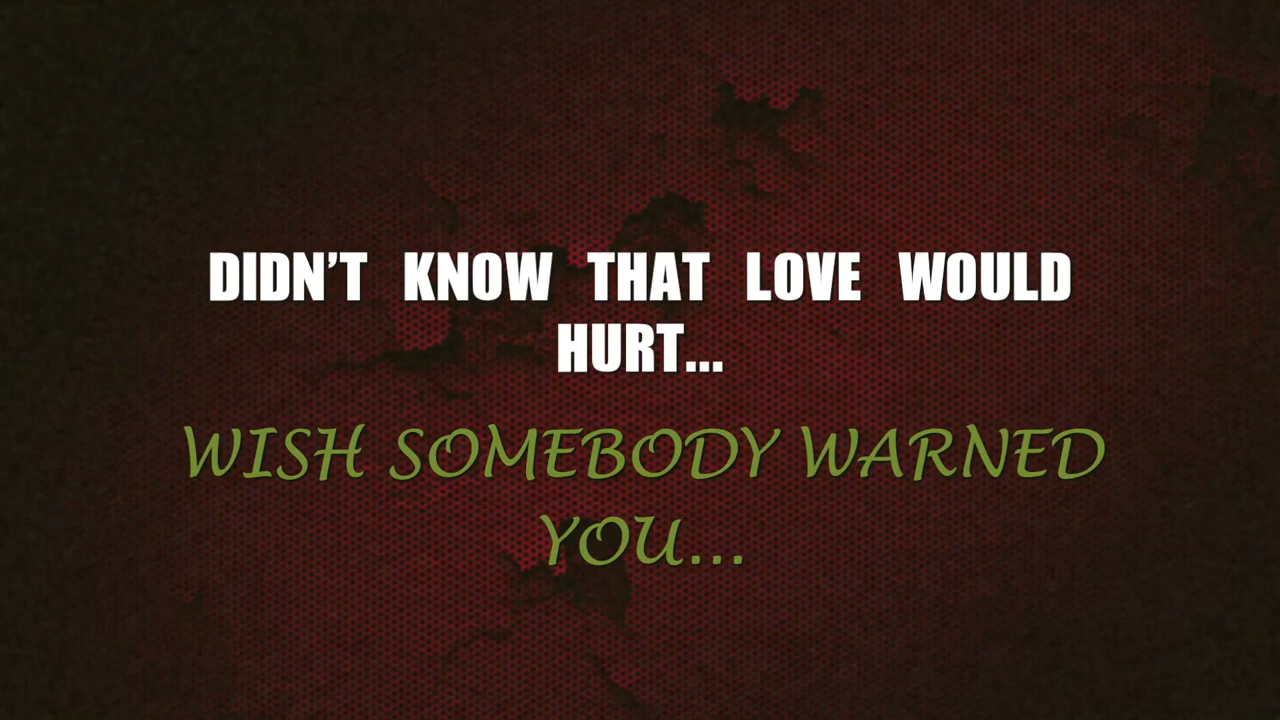 DIDN’T KNOW THAT LOVE WOULD
HURT...
WISH SOMEBODY WARNED
YOU...